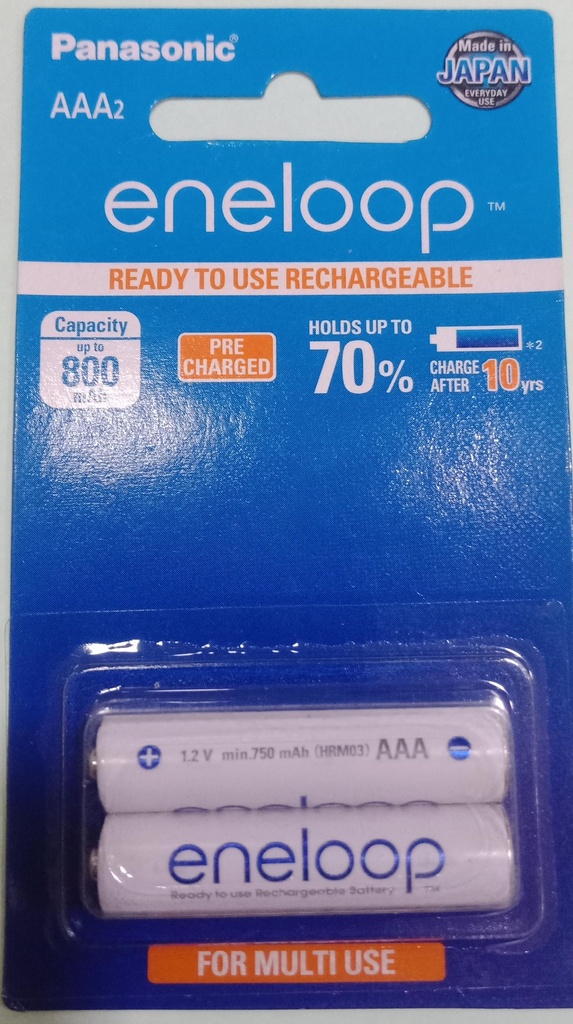 Panasonic®
Made in
JAPAN
EVERYDAY
USE
AAA2
eneloop™
READY TO USE RECHARGEABLE
Capacity
up to
800
mAh
PRE
CHARGED
HOLDS UP TO
70%
*2
CHARGE
AFTER 10yrs
+ 1.2 V min.750 mAh (HRM03) AAA −
eneloop
eneloop
Ready to use Rechargeable Battery ™
FOR MULTI USE